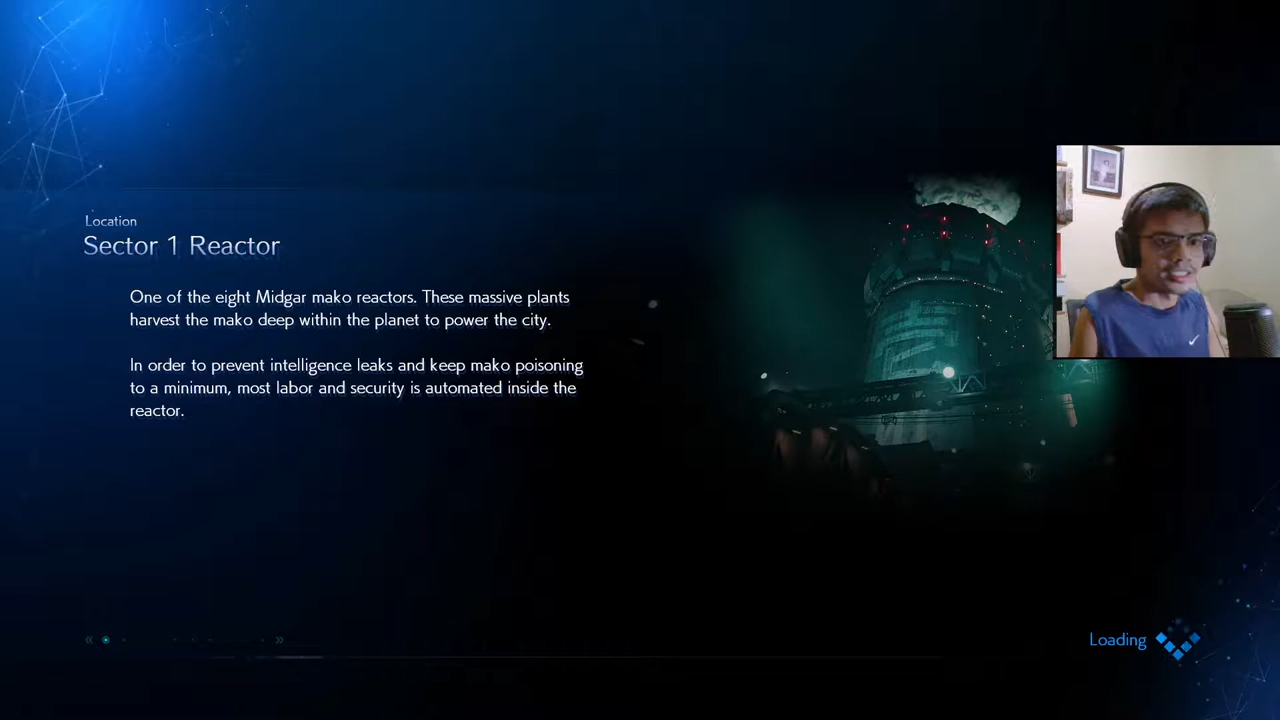 Location
Sector 1 Reactor
One of the eight Midgar mako reactors. These massive plants
harvest the mako deep within the planet to power the city.
In order to prevent intelligence leaks and keep mako poisoning
to a minimum, most labor and security is automated inside the
reactor.
Loading